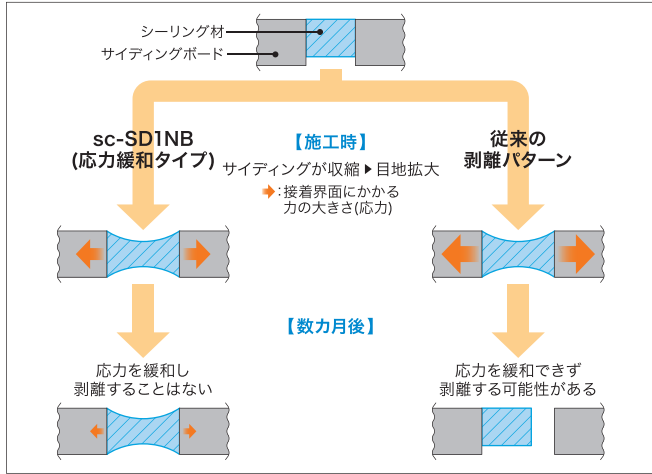 シーリング材
サイディングボード
sc-SD1NB
(応力緩和タイプ)
【施工時】
サイディングが収縮▶目地拡大
:接着界面にかかる
力の大きさ(応力)
従来の
剥離パターン
【数カ月後】
応力を緩和し
剥離することはない
応力を緩和できず
剥離する可能性がある